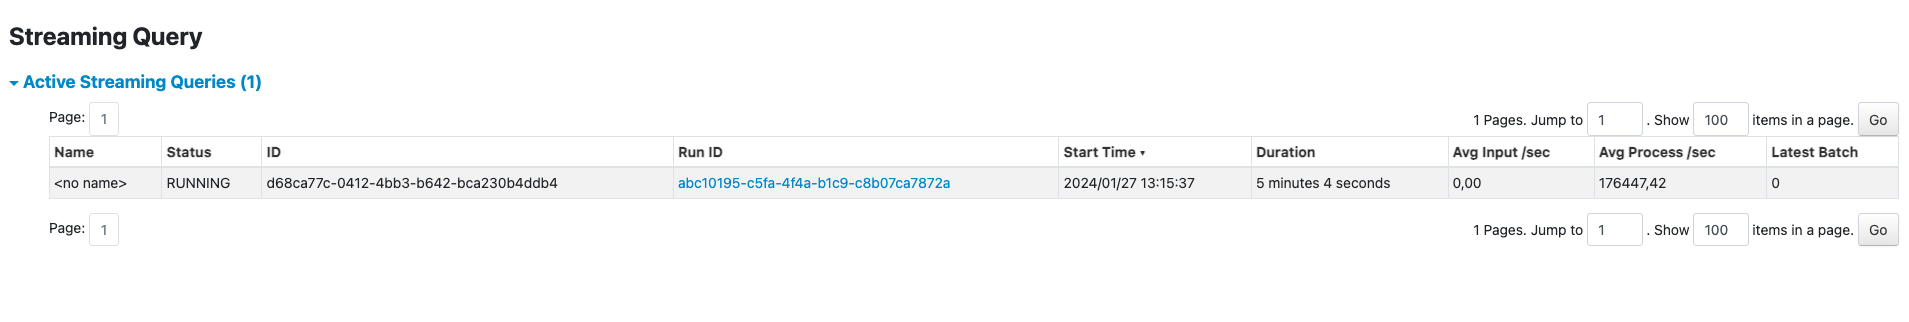 Streaming Query
Active Streaming Queries (1)
Page: 1 1 Pages. Jump to 1 . Show 100 items in a page. Go
Name Status ID Run ID Start Time ▾ Duration Avg Input /sec Avg Process /sec Latest Batch
<no name> RUNNING d68ca77c-0412-4bb3-b642-bca230b4ddb4 abc10195-c5fa-4f4a-b1c9-c8b07ca7872a 2024/01/27 13:15:37 5 minutes 4 seconds 0,00 176447,42 0
Page: 1 1 Pages. Jump to 1 . Show 100 items in a page. Go